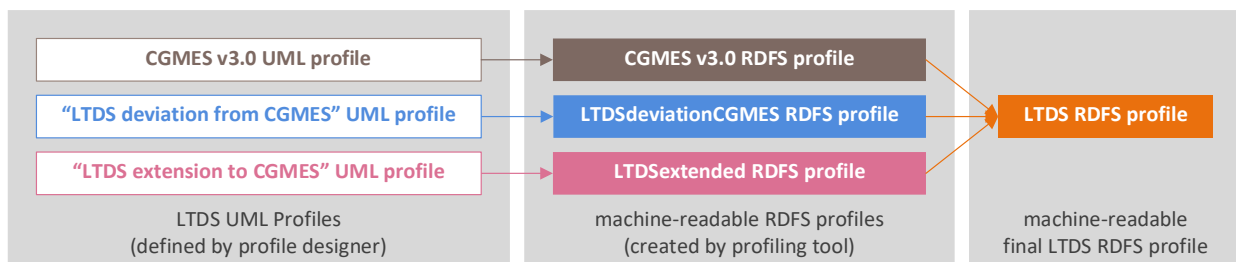 CGMES v3.0 UML profile
“LTDS deviation from CGMES” UML profile
“LTDS extension to CGMES” UML profile
LTDS UML Profiles
(defined by profile designer)
CGMES v3.0 RDFS profile
LTDSdeviationCGMES RDFS profile
LTDSextended RDFS profile
machine-readable RDFS profiles
(created by profiling tool)
LTDS RDFS profile
machine-readable
final LTDS RDFS profile